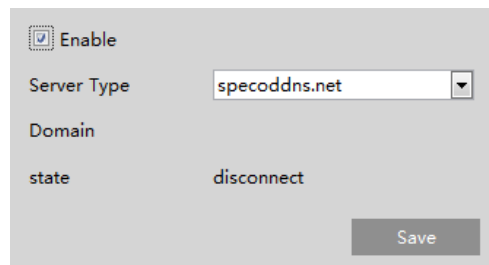 Enable
Server Type specoddns.net
Domain
state disconnect
Save